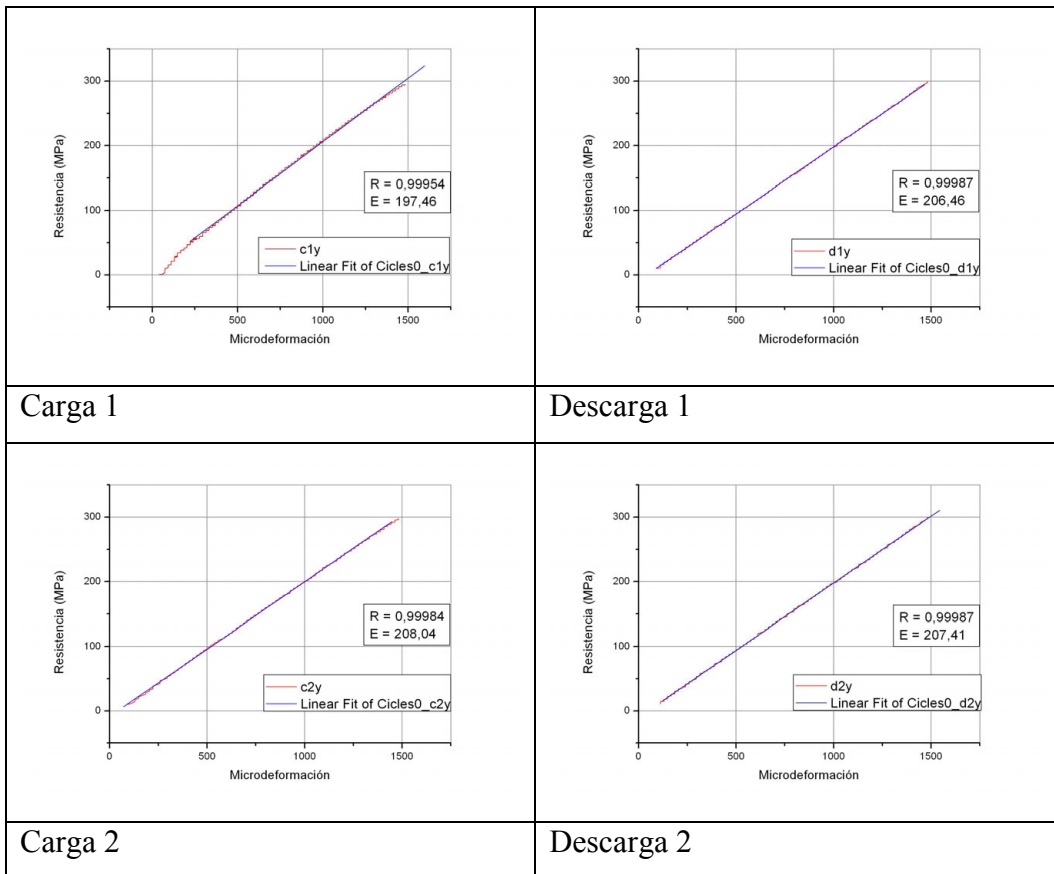 300
200
100
0
Resistencia (MPa)
R = 0,99954
E = 197,46
c1y
Linear Fit of Cicles0_c1y
0
500
1000
1500
Microdeformación
300
200
100
0
Resistencia (MPa)
R = 0,99987
E = 206,46
d1y
Linear Fit of Cicles0_d1y
0
500
1000
1500
Microdeformación
Carga 1
Descarga 1
300
200
100
0
Resistencia (MPa)
R = 0,99984
E = 208,04
c2y
Linear Fit of Cicles0_c2y
0
500
1000
1500
Microdeformación
300
200
100
0
Resistencia (MPa)
R = 0,99987
E = 207,41
d2y
Linear Fit of Cicles0_d2y
0
500
1000
1500
Microdeformación
Carga 2
Descarga 2